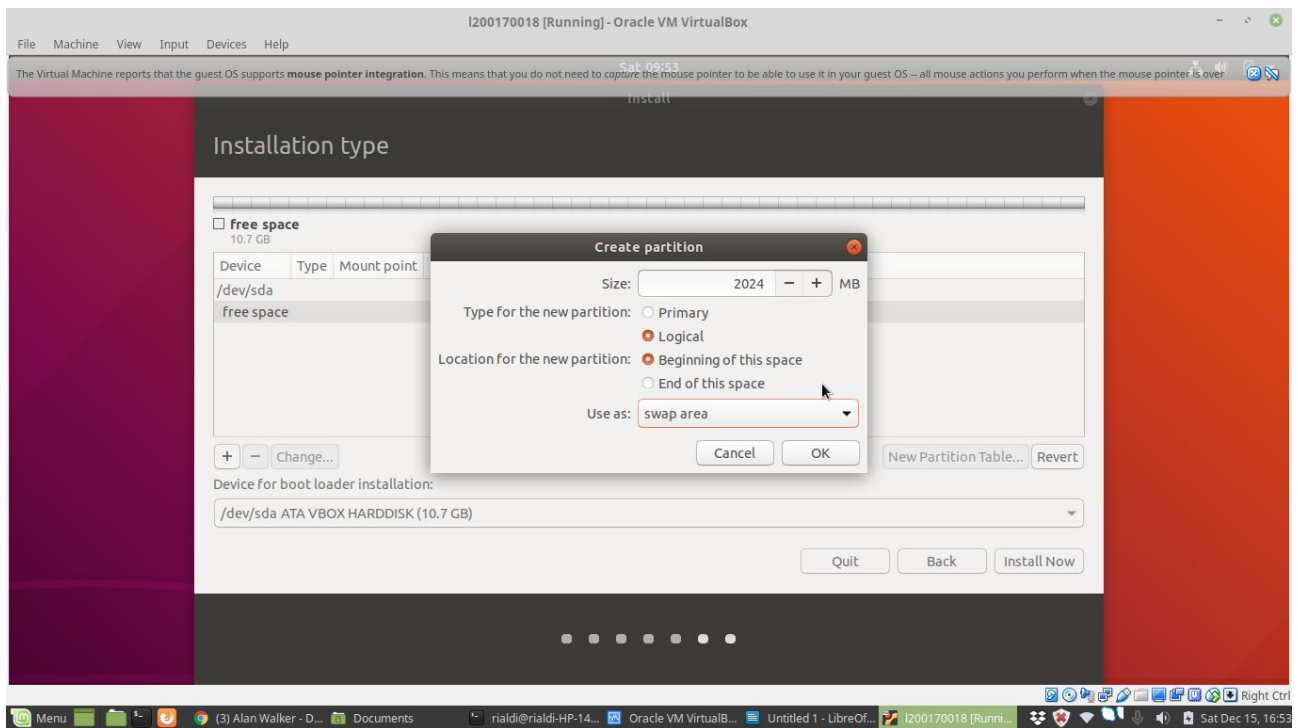 l200170018 [Running] - Oracle VM VirtualBox
File Machine View Input Devices Help
Sat 09:53
The Virtual Machine reports that the guest OS supports mouse pointer integration. This means that you do not need to capture the mouse pointer to be able to use it in your guest OS -- all mouse actions you perform when the mouse pointer is over
Install
Installation type
free space
10.7 GB
Device Type Mount point
/dev/sda
free space
Create partition
Size: 2024 − + MB
Type for the new partition: Primary
Logical
Location for the new partition: Beginning of this space
End of this space
Use as: swap area
Cancel OK
+ − Change... New Partition Table... Revert
Device for boot loader installation:
/dev/sda ATA VBOX HARDDISK (10.7 GB)
Quit Back Install Now
Right Ctrl
Menu (3) Alan Walker - D... Documents rialdi@rialdi-HP-14... Oracle VM VirtualB... Untitled 1 - LibreOf... l200170018 [Runni... Sat Dec 15, 16:53